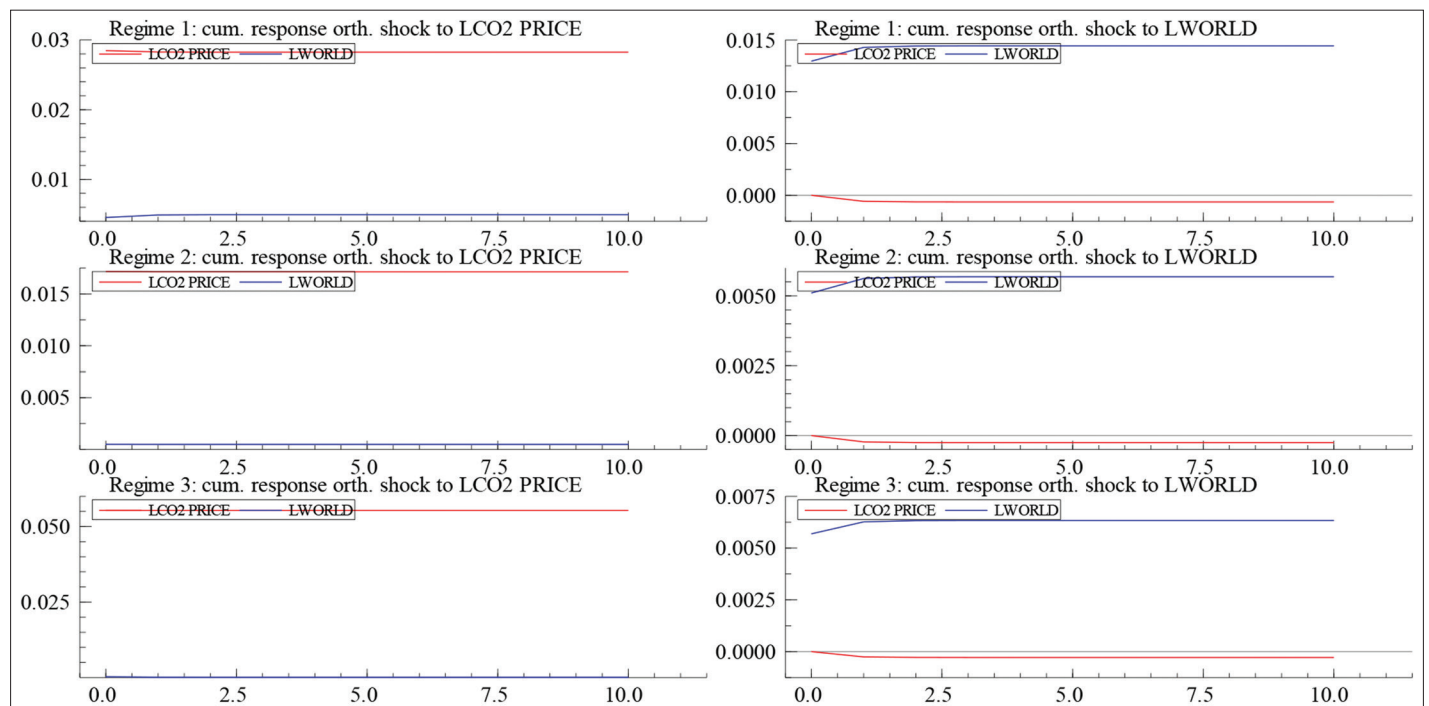 Regime 1: cum. response orth. shock to LCO2 PRICE
0.03
LCO2 PRICE LWORLD
0.02
0.01
0.0 2.5 5.0 7.5 10.0
Regime 1: cum. response orth. shock to LWORLD
0.015
LCO2 PRICE LWORLD
0.010
0.005
0.000
0.0 2.5 5.0 7.5 10.0
Regime 2: cum. response orth. shock to LCO2 PRICE
LCO2 PRICE LWORLD
0.015
0.010
0.005
0.0 2.5 5.0 7.5 10.0
Regime 2: cum. response orth. shock to LWORLD
LCO2 PRICE LWORLD
0.0050
0.0025
0.0000
0.0 2.5 5.0 7.5 10.0
Regime 3: cum. response orth. shock to LCO2 PRICE
LCO2 PRICE LWORLD
0.050
0.025
0.0 2.5 5.0 7.5 10.0
Regime 3: cum. response orth. shock to LWORLD
0.0075
LCO2 PRICE LWORLD
0.0050
0.0025
0.0000
0.0 2.5 5.0 7.5 10.0